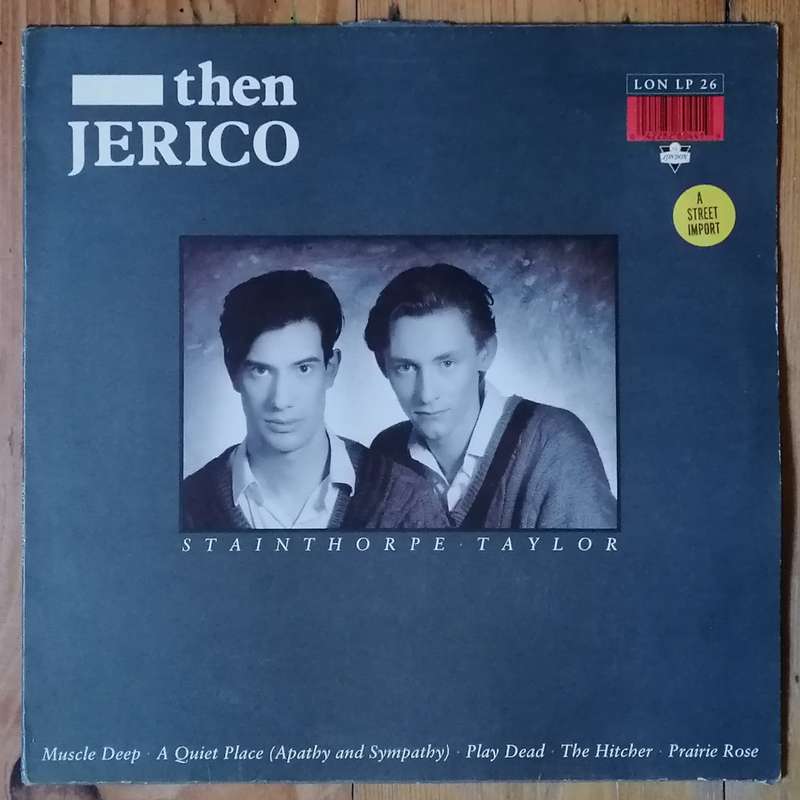 then
JERICO
LON LP 26
LONDON
A
STREET
IMPORT
STAINTHORPE · TAYLOR
Muscle Deep · A Quiet Place (Apathy and Sympathy) · Play Dead · The Hitcher · Prairie Rose